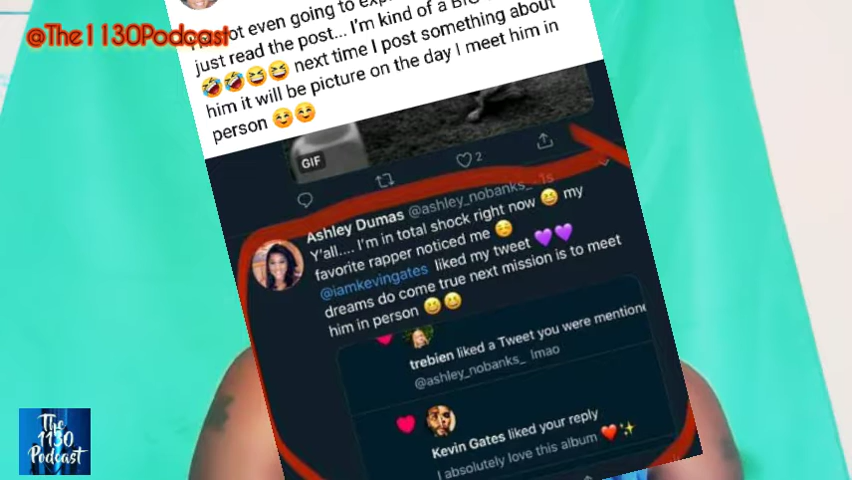 @The1130Podcast
not even going to
just read the post... I'm kind of a
🤣🤣😆😆 next time I post something about
him it will be picture on the day I meet him in
person ☺️☺️
GIF
2
Ashley Dumas @ashley_nobanks_ · 1s
Y'all.... I'm in total shock right now 😆 my
favorite rapper noticed me ☺️
@iamkevingates liked my tweet 💜💜
dreams do come true next mission is to meet
him in person 😀😀
trebien liked a Tweet you were
@ashley_nobanks_ lmao
Kevin Gates liked your reply
I absolutely love this album ❤️✨
The
1130
Podcast